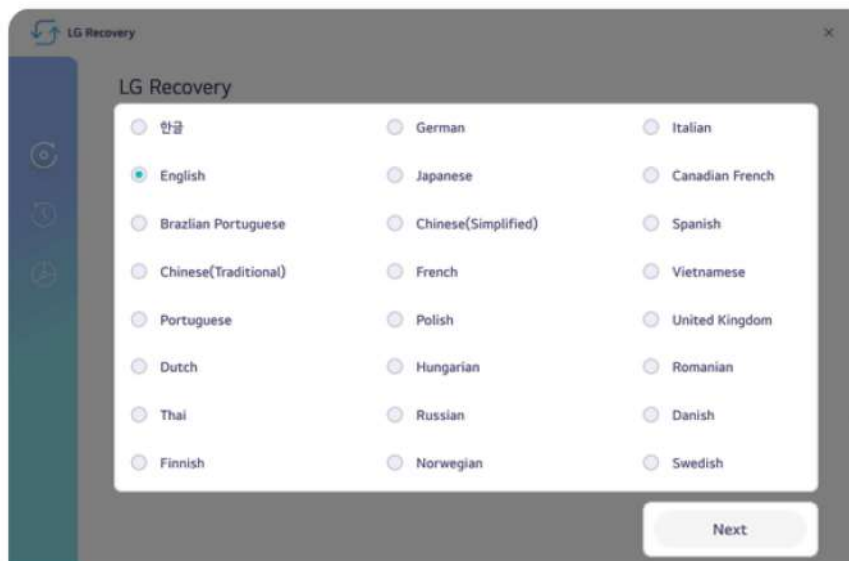 LG Recovery
LG Recovery
한글 German Italian
English Japanese Canadian French
Brazlian Portuguese Chinese(Simplified) Spanish
Chinese(Traditional) French Vietnamese
Portuguese Polish United Kingdom
Dutch Hungarian Romanian
Thai Russian Danish
Finnish Norwegian Swedish
Next